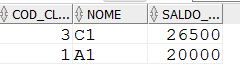 COD_CL... NOME SALDO_...
3 C1 26500
1 A1 20000